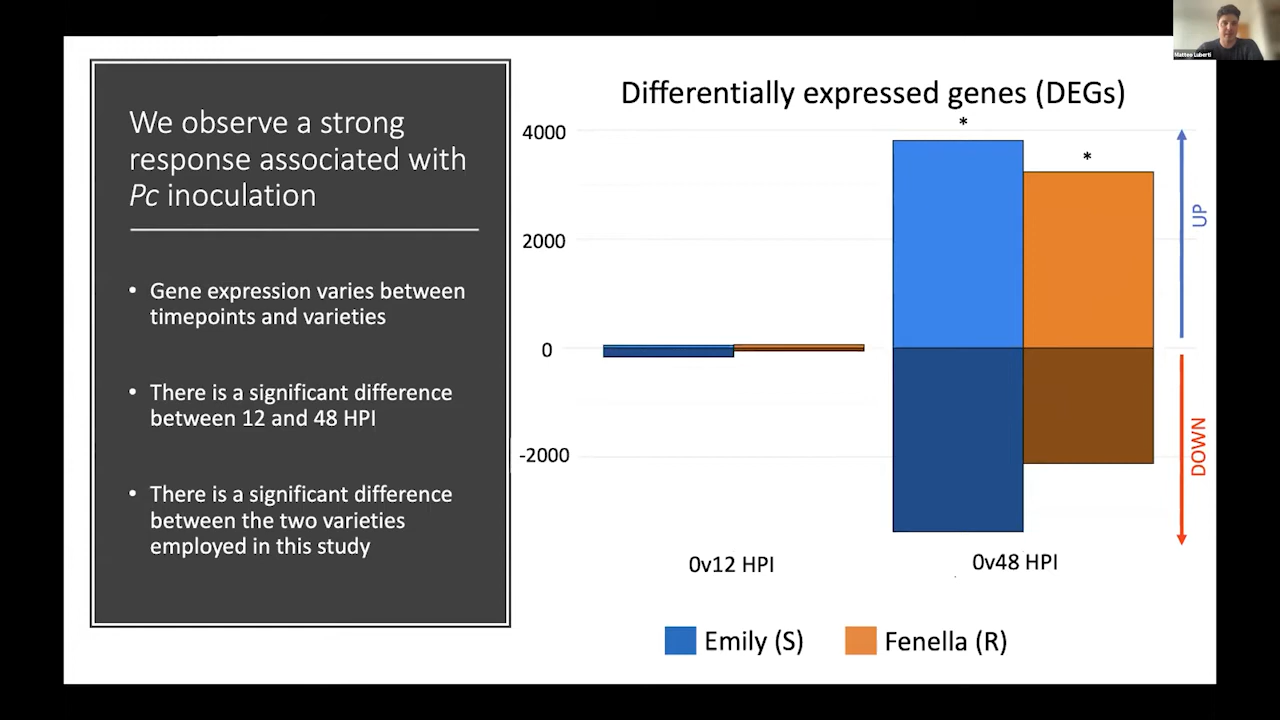 Matteo Luberti
We observe a strong
response associated with
Pc inoculation
• Gene expression varies between
timepoints and varieties
• There is a significant difference
between 12 and 48 HPI
• There is a significant difference
between the two varieties
employed in this study
Differentially expressed genes (DEGs)
4000
2000
0
-2000
*
*
UP
DOWN
0v12 HPI
0v48 HPI
Emily (S)
Fenella (R)